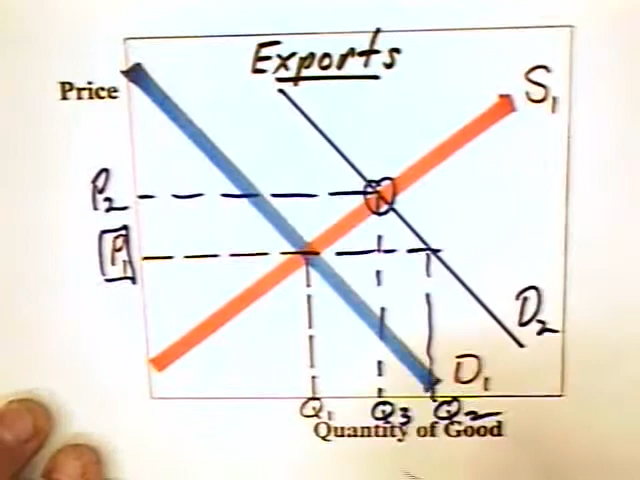 Exports
Price
S1
P2
P1
D2
D1
Q1 Q3 Q2
Quantity of Good